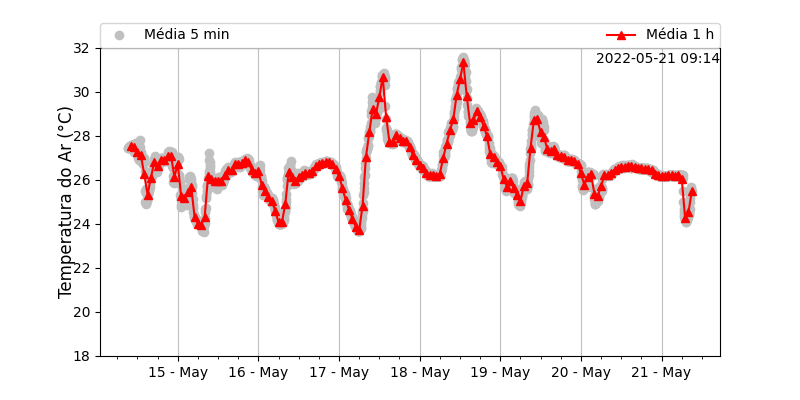 Média 5 min
Média 1 h
2022-05-21 09:14
Temperatura do Ar (°C)
32
30
28
26
24
22
20
18
15 - May
16 - May
17 - May
18 - May
19 - May
20 - May
21 - May